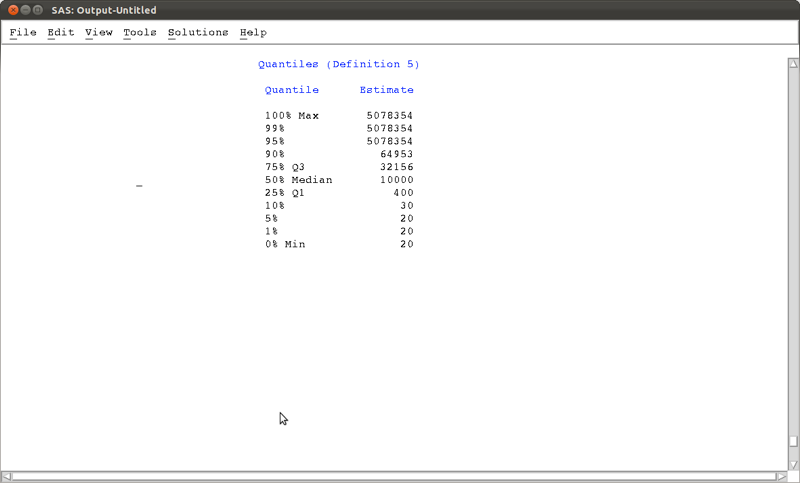 SAS: Output-Untitled
File Edit View Tools Solutions Help
Quantiles (Definition 5)
Quantile Estimate
100% Max 5078354
99% 5078354
95% 5078354
90% 64953
75% Q3 32156
50% Median 10000
25% Q1 400
10% 30
5% 20
1% 20
0% Min 20